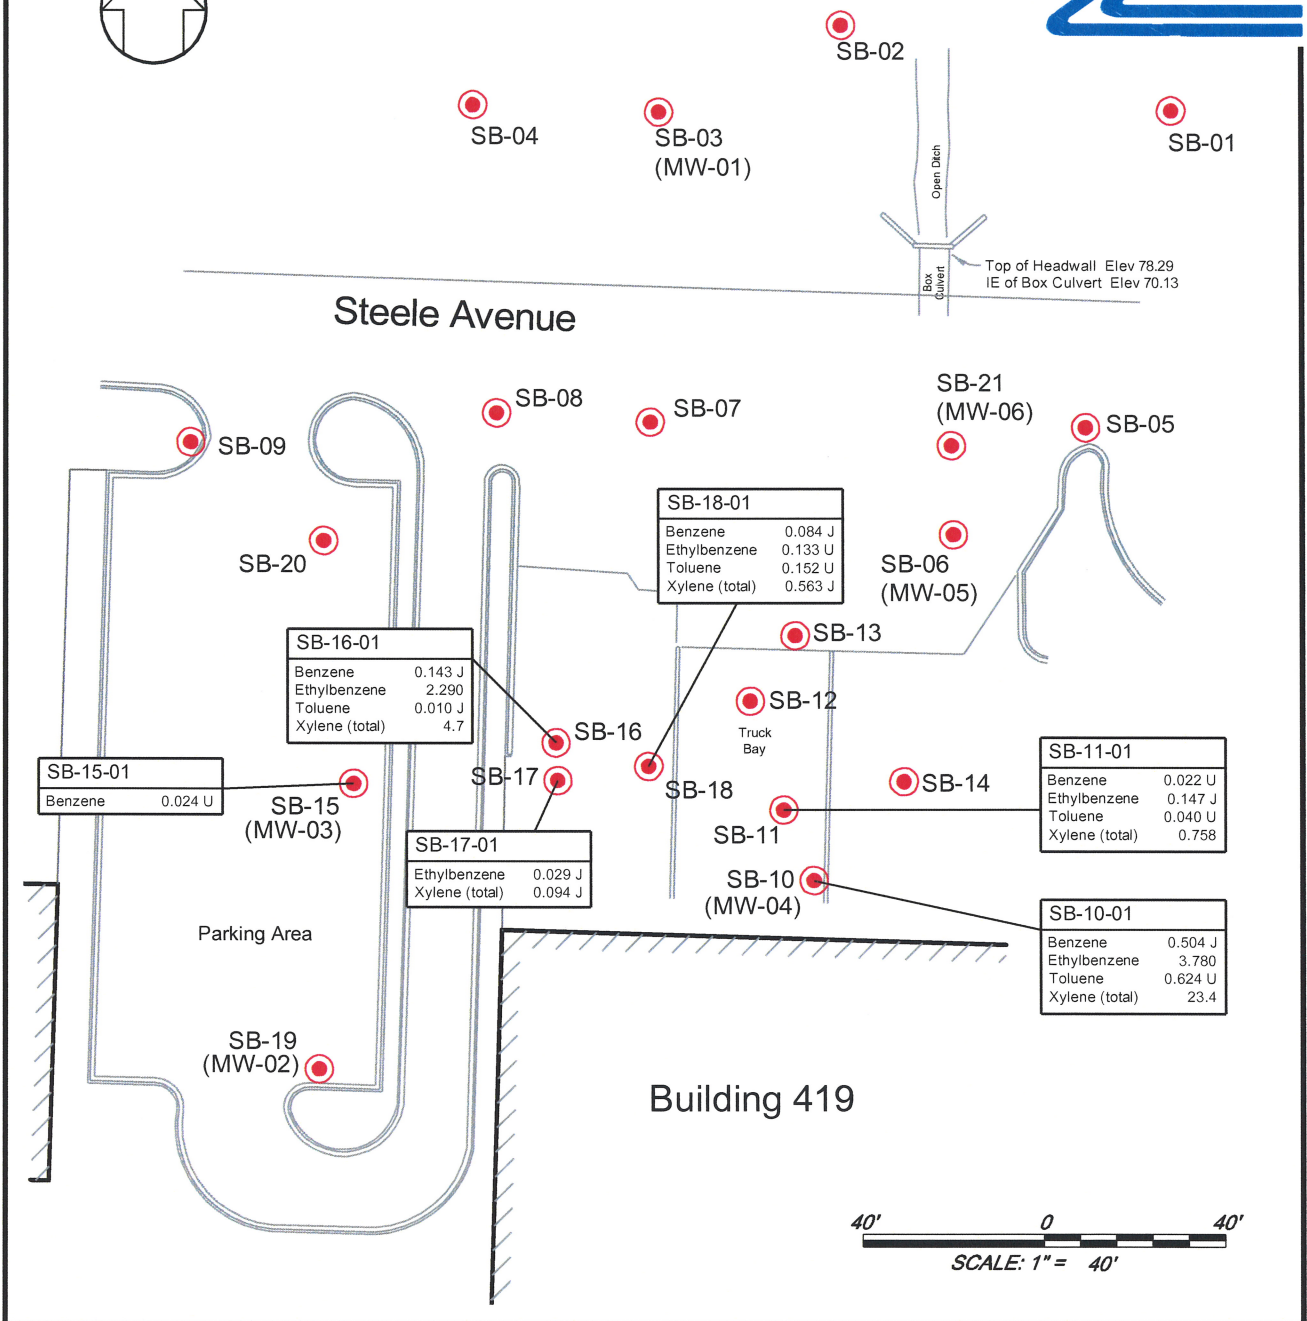 SB-02
SB-04
SB-03
(MW-01)
SB-01
Open Ditch
Box
Culvert
Top of Headwall Elev 78.29
IE of Box Culvert Elev 70.13
Steele Avenue
SB-21
(MW-06)
SB-08
SB-07
SB-05
SB-09
SB-18-01
Benzene 0.084 J
Ethylbenzene 0.133 U
Toluene 0.152 U
Xylene (total) 0.563 J
SB-20
SB-06
(MW-05)
SB-13
SB-16-01
Benzene 0.143 J
Ethylbenzene 2.290
Toluene 0.010 J
Xylene (total) 4.7
SB-12
Truck
Bay
SB-16
SB-17
SB-18
SB-15-01
Benzene 0.024 U
SB-15
(MW-03)
SB-14
SB-11
SB-11-01
Benzene 0.022 U
Ethylbenzene 0.147 J
Toluene 0.040 U
Xylene (total) 0.758
SB-17-01
Ethylbenzene 0.029 J
Xylene (total) 0.094 J
SB-10
(MW-04)
SB-10-01
Benzene 0.504 J
Ethylbenzene 3.780
Toluene 0.624 U
Xylene (total) 23.4
Parking Area
SB-19
(MW-02)
Building 419
40' 0 40'
SCALE: 1" = 40'